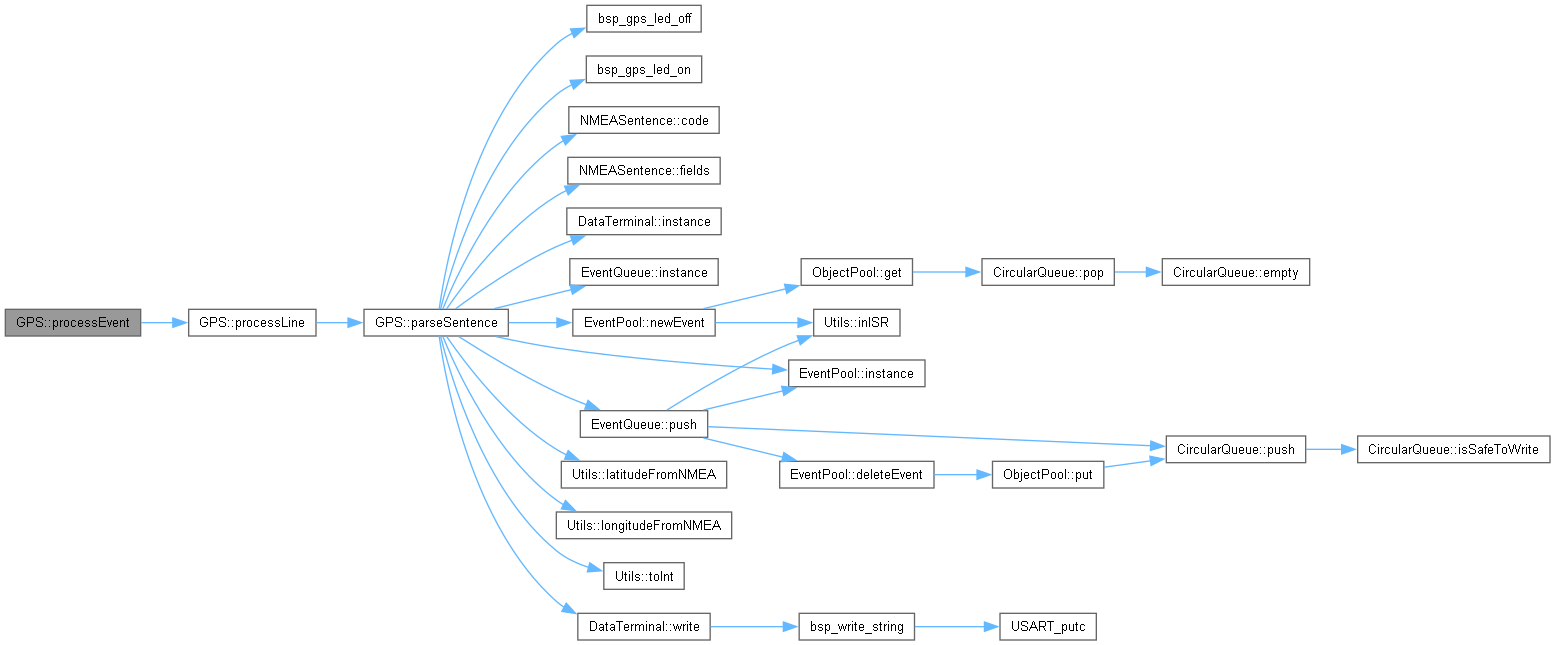 bsp_gps_led_off
bsp_gps_led_on
NMEASentence::code
NMEASentence::fields
DataTerminal::instance
EventQueue::instance
ObjectPool::get
CircularQueue::pop
CircularQueue::empty
GPS::processEvent
GPS::processLine
GPS::parseSentence
EventPool::newEvent
Utils::inISR
EventPool::instance
EventQueue::push
CircularQueue::push
CircularQueue::isSafeToWrite
Utils::latitudeFromNMEA
EventPool::deleteEvent
ObjectPool::put
Utils::longitudeFromNMEA
Utils::toInt
DataTerminal::write
bsp_write_string
USART_putc